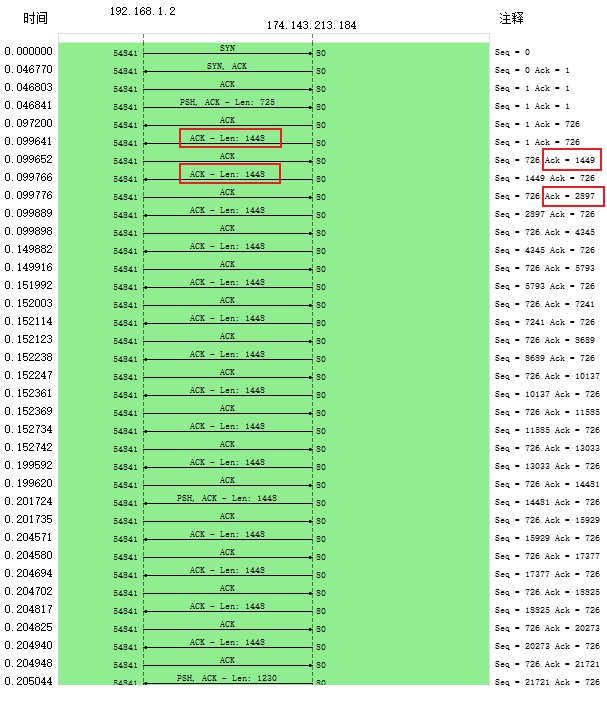 时间 192.168.1.2 174.143.213.184 注释
0.000000 54841 SYN 80 Seq = 0
0.046770 54841 SYN, ACK 80 Seq = 0 Ack = 1
0.046803 54841 ACK 80 Seq = 1 Ack = 1
0.046841 54841 PSH, ACK - Len: 725 80 Seq = 1 Ack = 1
0.097200 54841 ACK 80 Seq = 1 Ack = 726
0.099641 54841 ACK - Len: 1448 80 Seq = 1 Ack = 726
0.099652 54841 ACK 80 Seq = 726 Ack = 1449
0.099766 54841 ACK - Len: 1448 80 Seq = 1449 Ack = 726
0.099776 54841 ACK 80 Seq = 726 Ack = 2897
0.099889 54841 ACK - Len: 1448 80 Seq = 2897 Ack = 726
0.099898 54841 ACK 80 Seq = 726 Ack = 4345
0.149882 54841 ACK - Len: 1448 80 Seq = 4345 Ack = 726
0.149916 54841 ACK 80 Seq = 726 Ack = 5793
0.151992 54841 ACK - Len: 1448 80 Seq = 5793 Ack = 726
0.152003 54841 ACK 80 Seq = 726 Ack = 7241
0.152114 54841 ACK - Len: 1448 80 Seq = 7241 Ack = 726
0.152123 54841 ACK 80 Seq = 726 Ack = 8689
0.152238 54841 ACK - Len: 1448 80 Seq = 8689 Ack = 726
0.152247 54841 ACK 80 Seq = 726 Ack = 10137
0.152361 54841 ACK - Len: 1448 80 Seq = 10137 Ack = 726
0.152369 54841 ACK 80 Seq = 726 Ack = 11585
0.152734 54841 ACK - Len: 1448 80 Seq = 11585 Ack = 726
0.152742 54841 ACK 80 Seq = 726 Ack = 13033
0.199592 54841 ACK - Len: 1448 80 Seq = 13033 Ack = 726
0.199620 54841 ACK 80 Seq = 726 Ack = 14481
0.201724 54841 PSH, ACK - Len: 1448 80 Seq = 14481 Ack = 726
0.201735 54841 ACK 80 Seq = 726 Ack = 15929
0.204571 54841 ACK - Len: 1448 80 Seq = 15929 Ack = 726
0.204580 54841 ACK 80 Seq = 726 Ack = 17377
0.204694 54841 ACK - Len: 1448 80 Seq = 17377 Ack = 726
0.204702 54841 ACK 80 Seq = 726 Ack = 18825
0.204817 54841 ACK - Len: 1448 80 Seq = 18825 Ack = 726
0.204825 54841 ACK 80 Seq = 726 Ack = 20273
0.204940 54841 ACK - Len: 1448 80 Seq = 20273 Ack = 726
0.204948 54841 ACK 80 Seq = 726 Ack = 21721
0.205044 54841 PSH, ACK - Len: 1230 80 Seq = 21721 Ack = 726